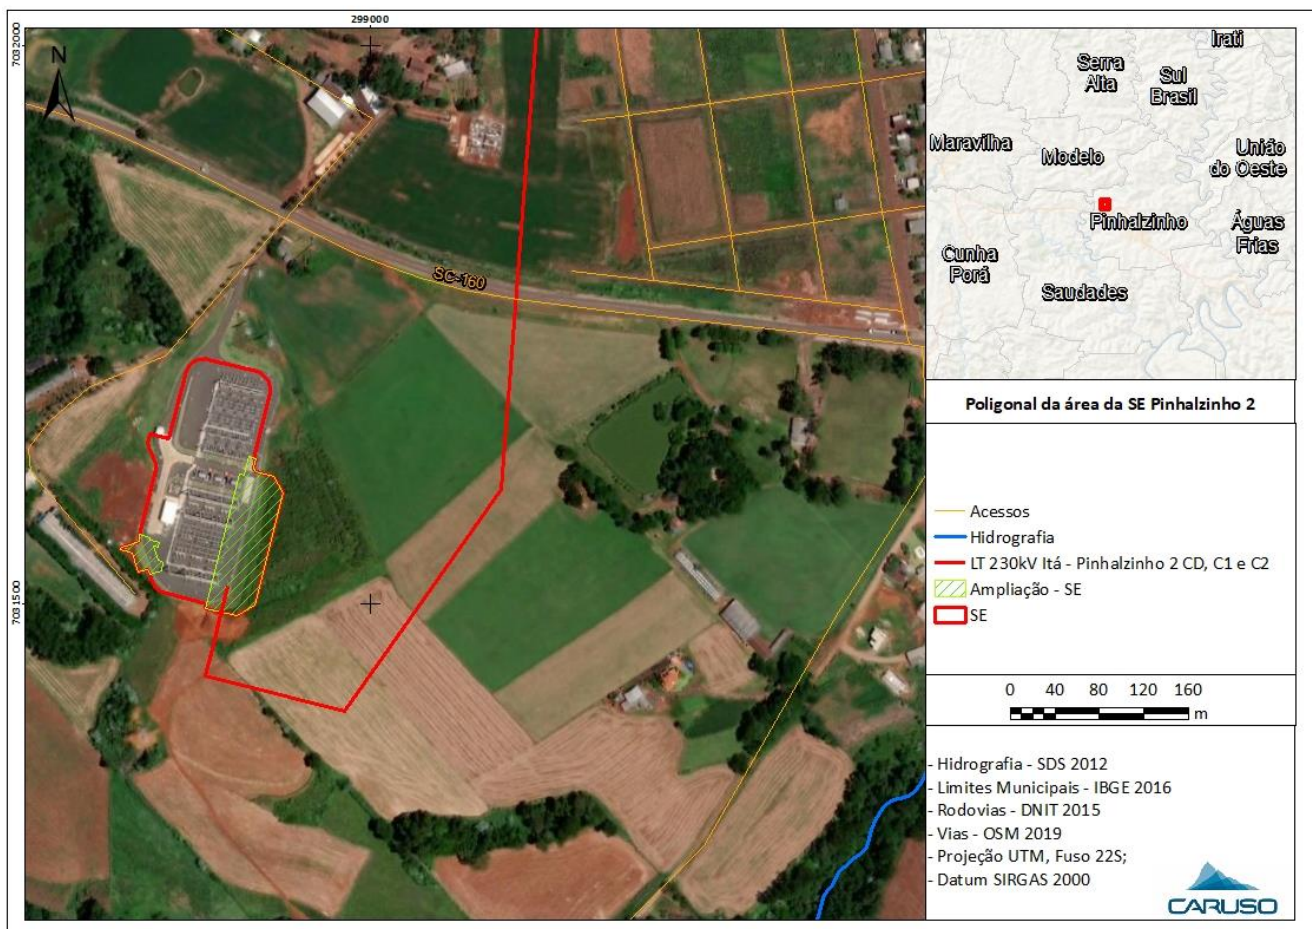 299000
7032000
N
SC-160
7031500
Irati
Serra
Alta
Sul
Brasil
Maravilha
Modelo
União
do Oeste
Pinhalzinho
Águas
Frias
Cunha
Porá
Saudades
Poligonal da área da SE Pinhalzinho 2
Acessos
Hidrografia
LT 230kV Itá - Pinhalzinho 2 CD, C1 e C2
Ampliação - SE
SE
0 40 80 120 160
m
- Hidrografia - SDS 2012
- Limites Municipais - IBGE 2016
- Rodovias - DNIT 2015
- Vias - OSM 2019
- Projeção UTM, Fuso 22S;
- Datum SIRGAS 2000
CARUSO